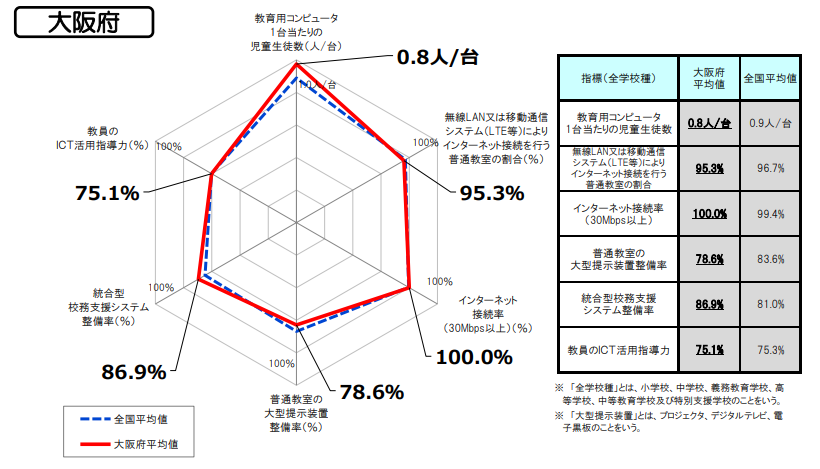 大阪府
教育用コンピュータ
1台当たりの
児童生徒数(人/台)
0.8人/台
1.0人/台
無線LAN又は移動通信
システム(LTE等)により
インターネット接続を行う
普通教室の割合(%)
100%
95.3%
インターネット
接続率
(30Mbps以上)(%)
100%
100.0%
普通教室の
大型提示装置
整備率(%)
100%
78.6%
統合型
校務支援システム
整備率(%)
100%
86.9%
教員の
ICT活用指導力(%)
100%
75.1%
全国平均値
大阪府平均値
指標(全学校種) 大阪府平均値 全国平均値
教育用コンピュータ
1台当たりの児童生徒数 0.8人/台 0.9人/台
無線LAN又は移動通信
システム(LTE等)により
インターネット接続を行う
普通教室の割合 95.3% 96.7%
インターネット接続率
(30Mbps以上) 100.0% 99.4%
普通教室の
大型提示装置整備率 78.6% 83.6%
統合型校務支援
システム整備率 86.9% 81.0%
教員のICT活用指導力 75.1% 75.3%
※ 「全学校種」とは、小学校、中学校、義務教育学校、高
等学校、中等教育学校及び特別支援学校のことをいう。
※ 「大型提示装置」とは、プロジェクタ、デジタルテレビ、電
子黒板のことをいう。